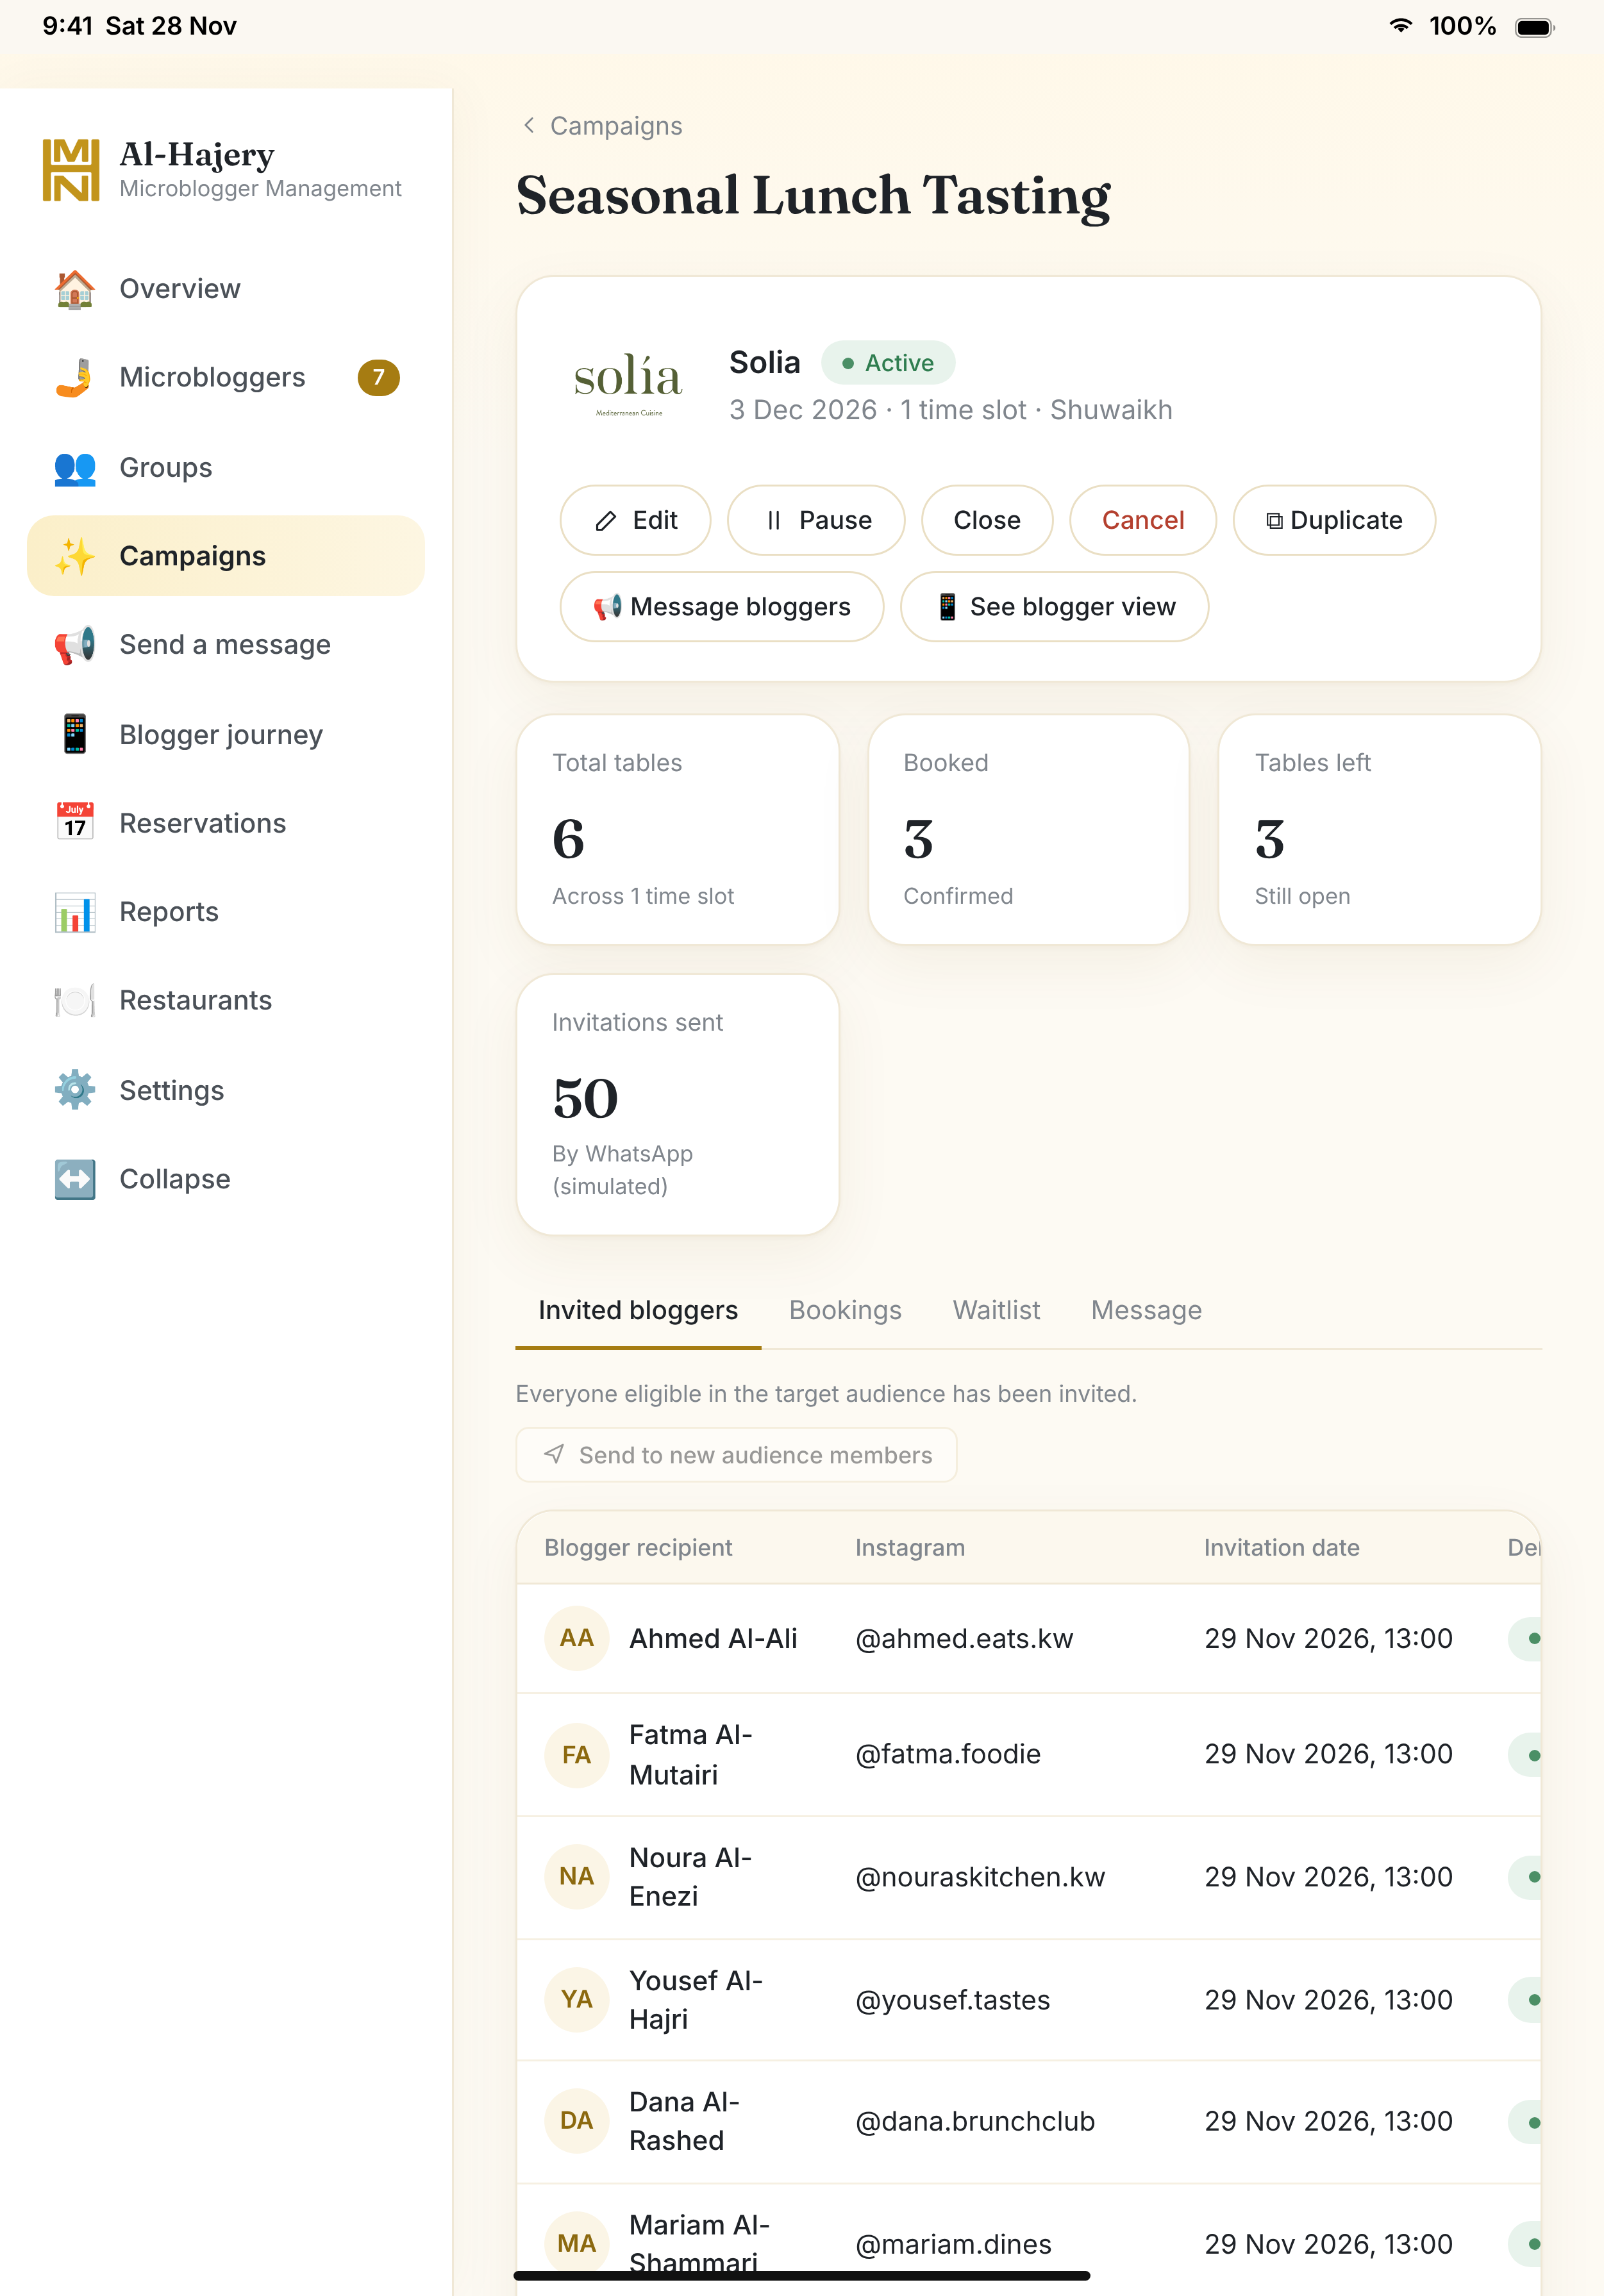 9:41 Sat 28 Nov
100%
Al-Hajery
Microblogger Management
Overview
Microbloggers 7
Groups
Campaigns
Send a message
Blogger journey
July
17
Reservations
Reports
Restaurants
Settings
Collapse
Campaigns
Seasonal Lunch Tasting
solía
Mediterranean Cuisine
Solia
Active
3 Dec 2026 · 1 time slot · Shuwaikh
Edit
Pause
Close
Cancel
Duplicate
Message bloggers
See blogger view
Total tables
6
Across 1 time slot
Booked
3
Confirmed
Tables left
3
Still open
Invitations sent
50
By WhatsApp
(simulated)
Invited bloggers
Bookings
Waitlist
Message
Everyone eligible in the target audience has been invited.
Send to new audience members
Blogger recipient Instagram Invitation date
AA Ahmed Al-Ali @ahmed.eats.kw 29 Nov 2026, 13:00
FA Fatma Al-
Mutairi
@fatma.foodie 29 Nov 2026, 13:00
NA Noura Al-
Enezi
@nouraskitchen.kw 29 Nov 2026, 13:00
YA Yousef Al-
Hajri
@yousef.tastes 29 Nov 2026, 13:00
DA Dana Al-
Rashed
@dana.brunchclub 29 Nov 2026, 13:00
MA Mariam Al-
Shammari
@mariam.dines 29 Nov 2026, 13:00